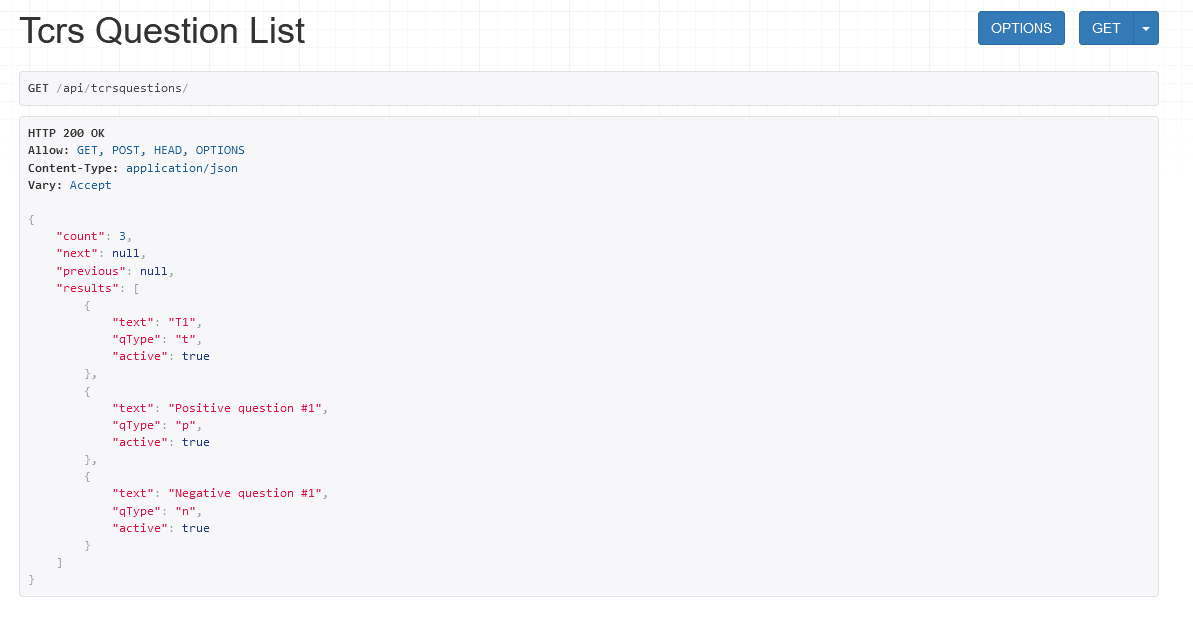 Tcrs Question List
OPTIONS
GET
GET /api/tcrsquestions/
HTTP 200 OK
Allow: GET, POST, HEAD, OPTIONS
Content-Type: application/json
Vary: Accept
{
    "count": 3,
    "next": null,
    "previous": null,
    "results": [
        {
            "text": "T1",
            "qType": "t",
            "active": true
        },
        {
            "text": "Positive question #1",
            "qType": "p",
            "active": true
        },
        {
            "text": "Negative question #1",
            "qType": "n",
            "active": true
        }
    ]
}